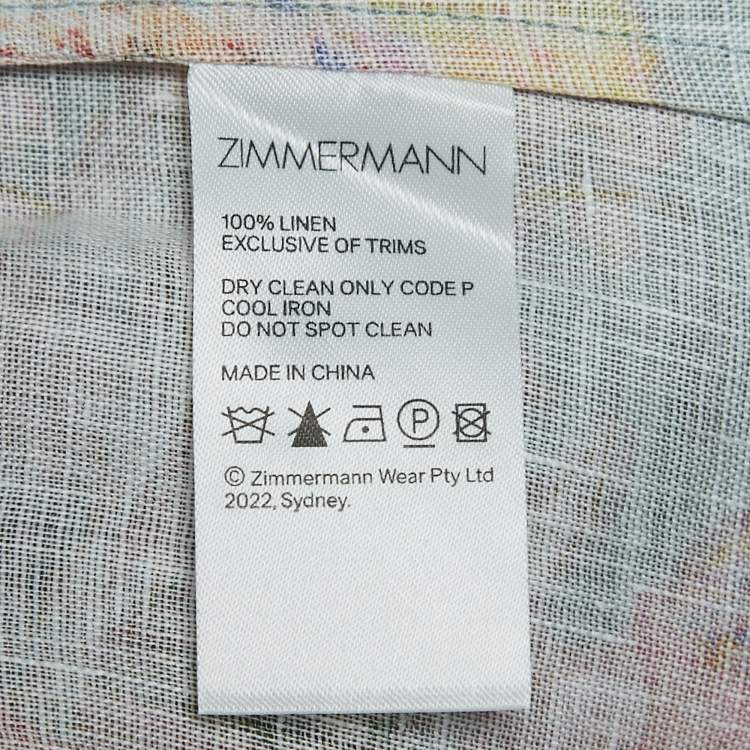 ZIMMERMANN
100% LINEN
EXCLUSIVE OF TRIMS
DRY CLEAN ONLY CODE P
COOL IRON
DO NOT SPOT CLEAN
MADE IN CHINA
P
© Zimmermann Wear Pty Ltd
2022, Sydney.